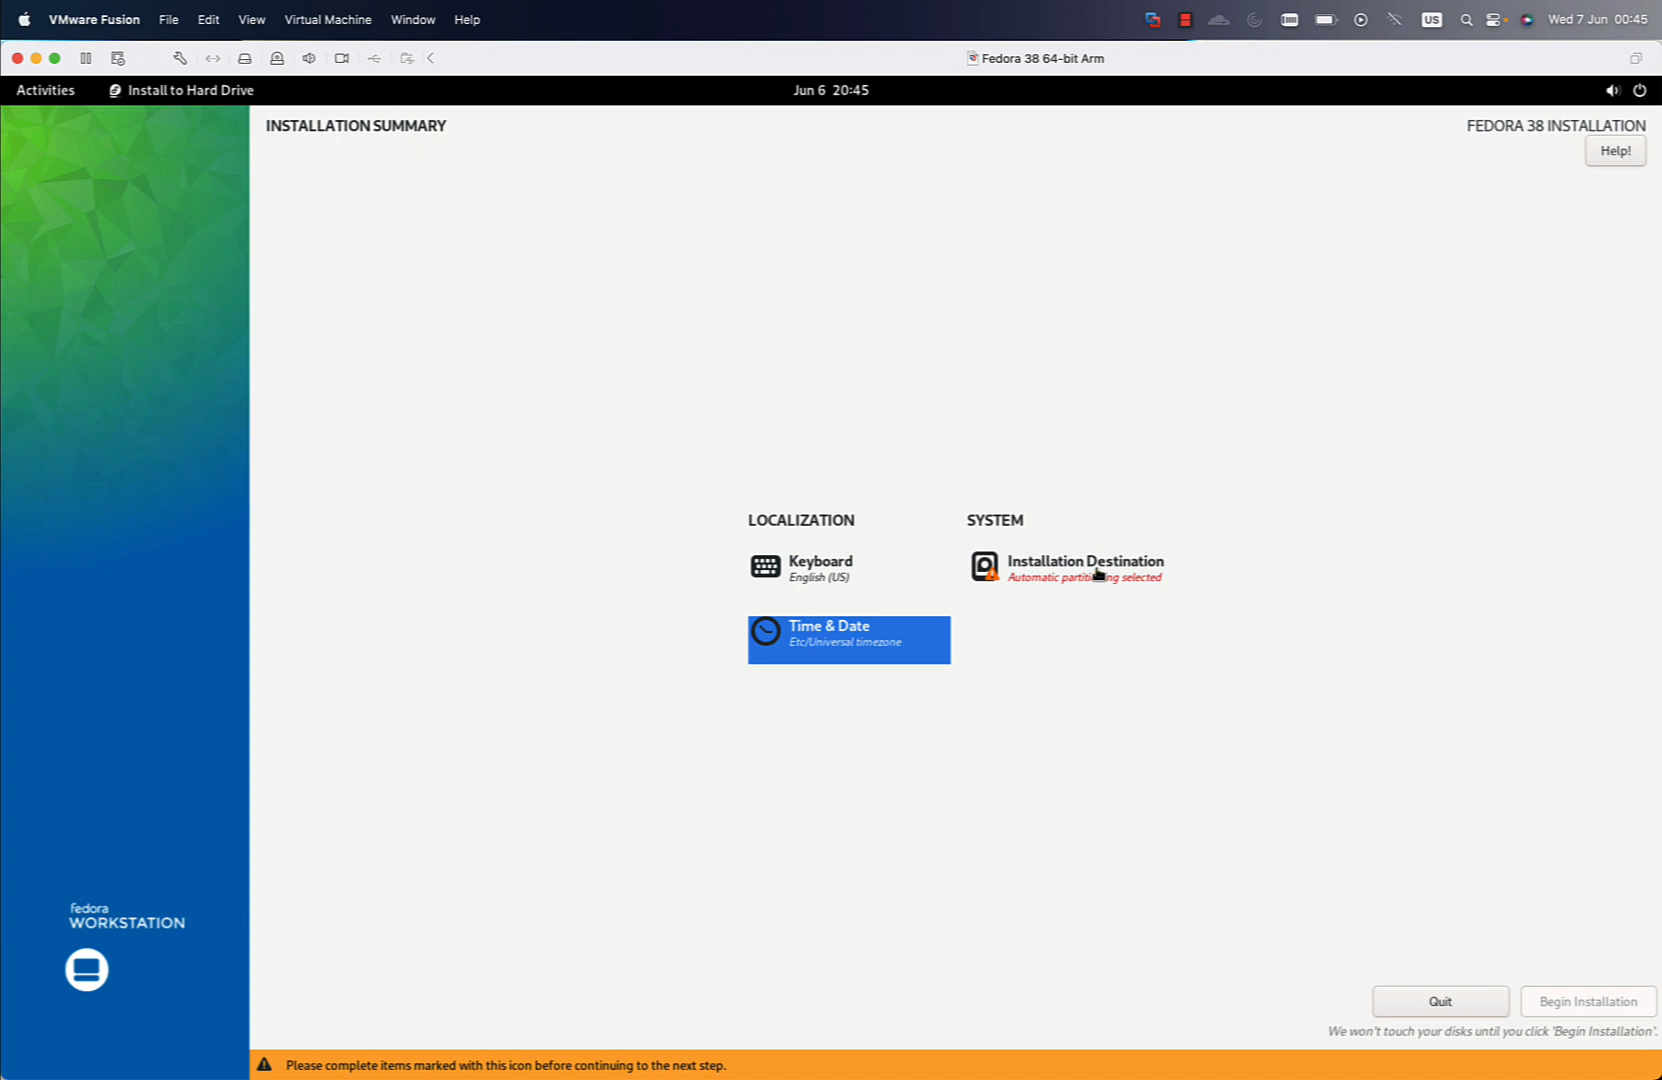 VMware Fusion File Edit View Virtual Machine Window Help US Wed 7 Jun 00:45
Fedora 38 64-bit Arm
Activities Install to Hard Drive Jun 6 20:45
INSTALLATION SUMMARY FEDORA 38 INSTALLATION
Help!
LOCALIZATION
Keyboard
English (US)
Time & Date
Etc/Universal timezone
SYSTEM
Installation Destination
Automatic partitioning selected
fedora
WORKSTATION
Quit Begin Installation
We won't touch your disks until you click 'Begin Installation'.
Please complete items marked with this icon before continuing to the next step.